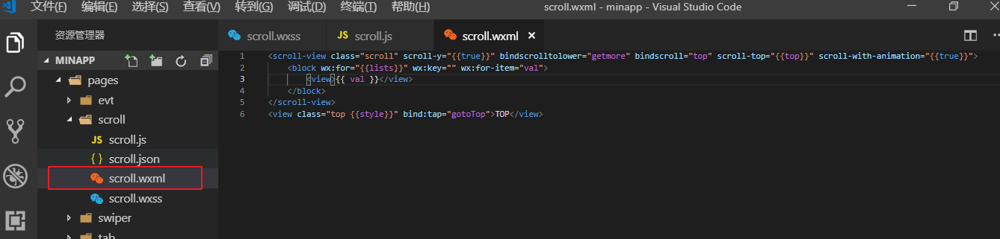 文件(F) 编辑(E) 选择(S) 查看(V) 转到(G) 调试(D) 终端(T) 帮助(H) scroll.wxml - minapp - Visual Studio Code
资源管理器
scroll.wxss
JS scroll.js
scroll.wxml ×
MINAPP
pages
evt
scroll
JS scroll.js
{ } scroll.json
scroll.wxml
scroll.wxss
swiper
tab
1 <scroll-view class="scroll" scroll-y="{{true}}" bindscrolltolower="getmore" bindscroll="top" scroll-top="{{top}}" scroll-with-animation="{{true}}">
2 <block wx:for="{{lists}}" wx:key="" wx:for-item="val">
3 <view>{{ val }}</view>
4 </block>
5 </scroll-view>
6 <view class="top {{style}}" bind:tap="gotoTop">TOP</view>